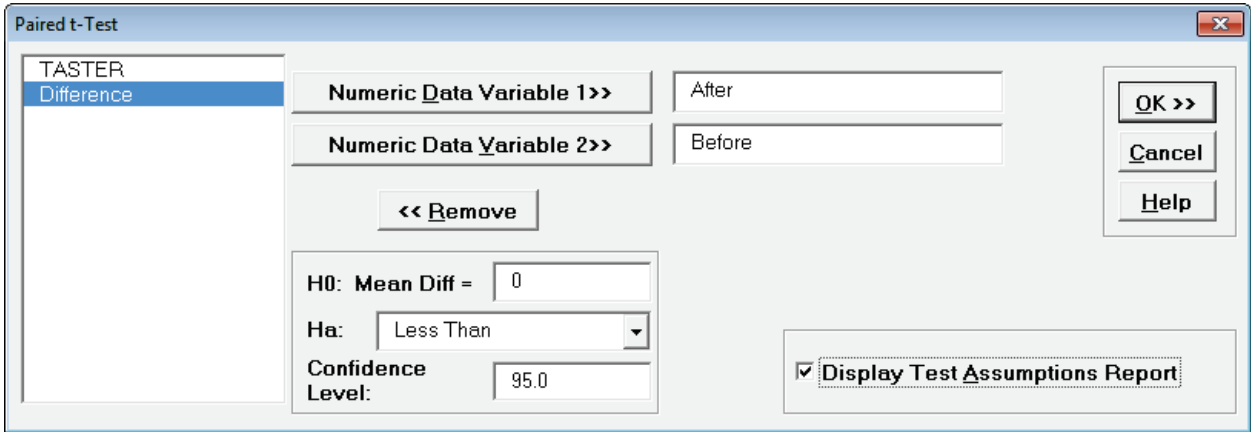 Paired t-Test
TASTER
Difference
Numeric Data Variable 1>>
After
Numeric Data Variable 2>>
Before
<< Remove
H0: Mean Diff =
0
Ha:
Less Than
Confidence
Level:
95.0
OK >>
Cancel
Help
Display Test Assumptions Report